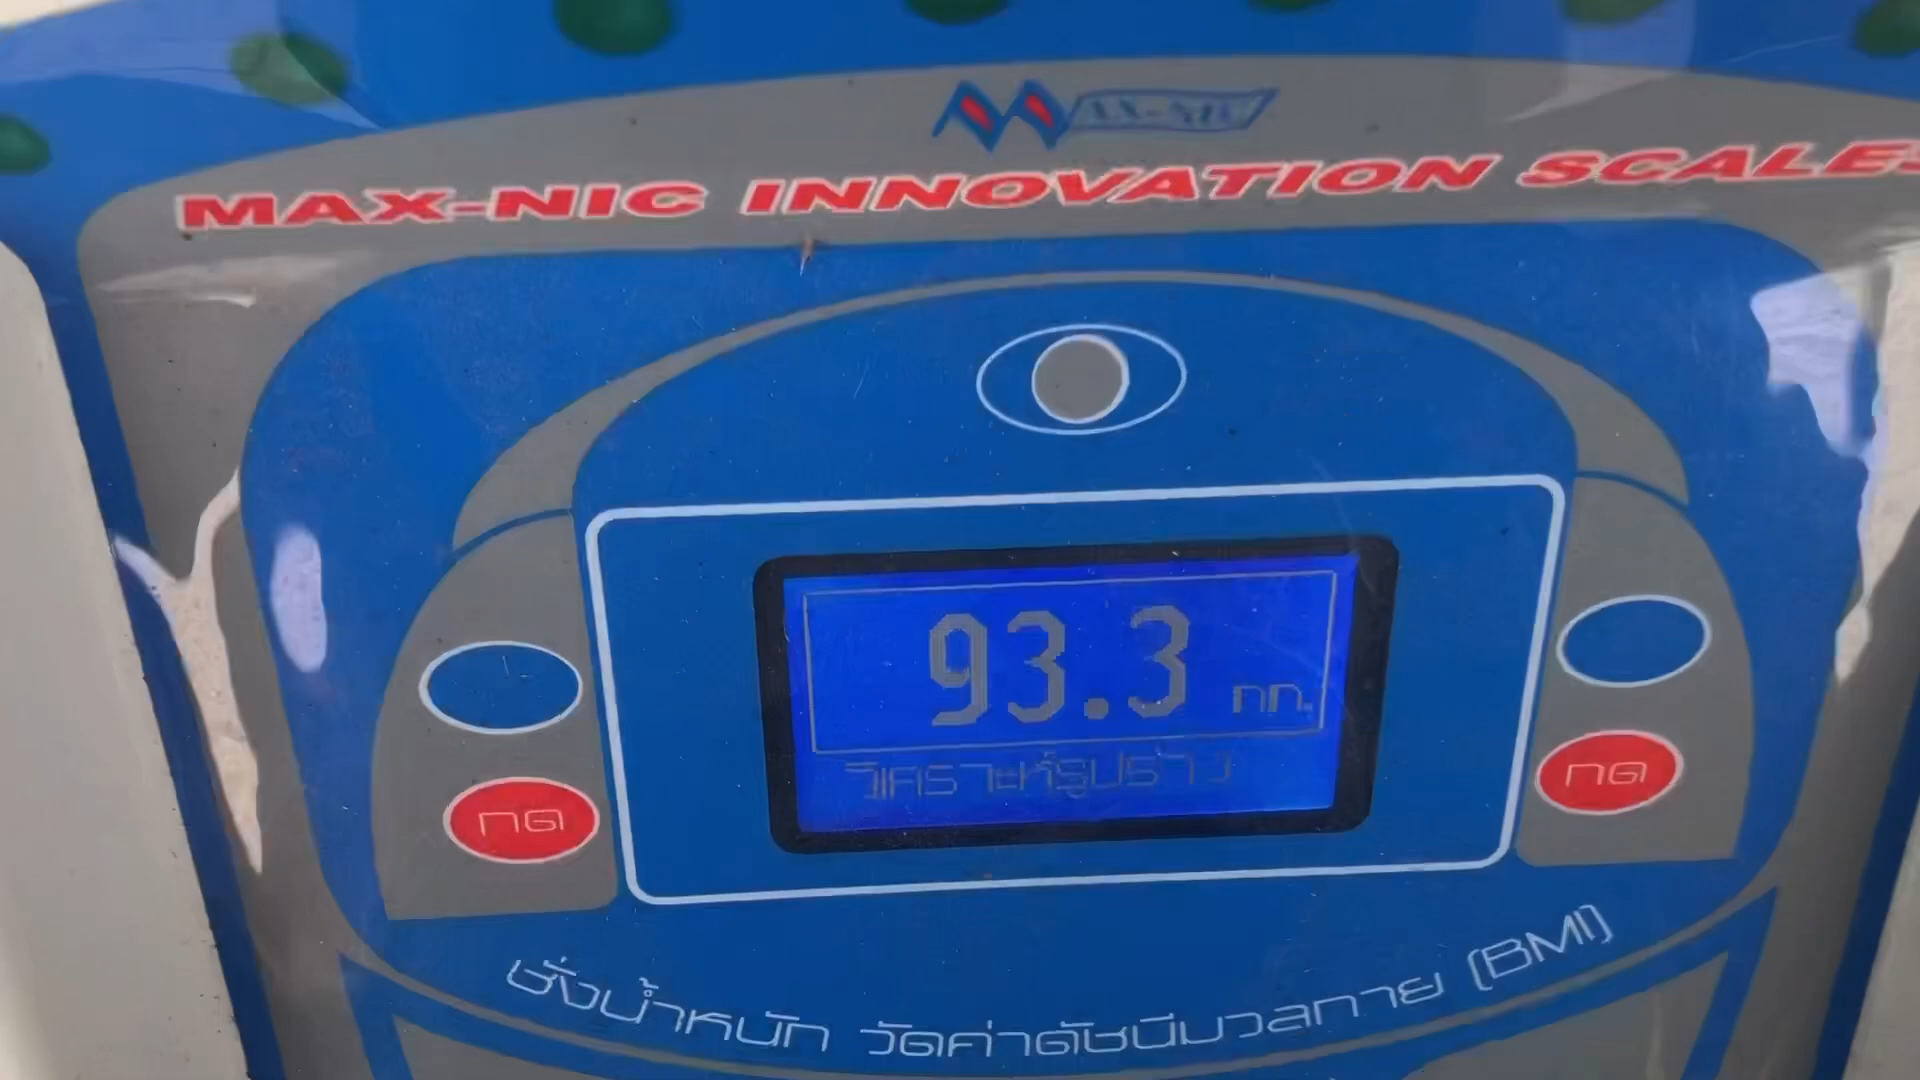 MAX-NIC
MAX-NIC INNOVATION SCALES
93.3 กก.
วิเคราะห์รูปร่าง
กด
กด
ชั่งน้ำหนัก วัดค่าดัชนีมวลกาย (BMI)